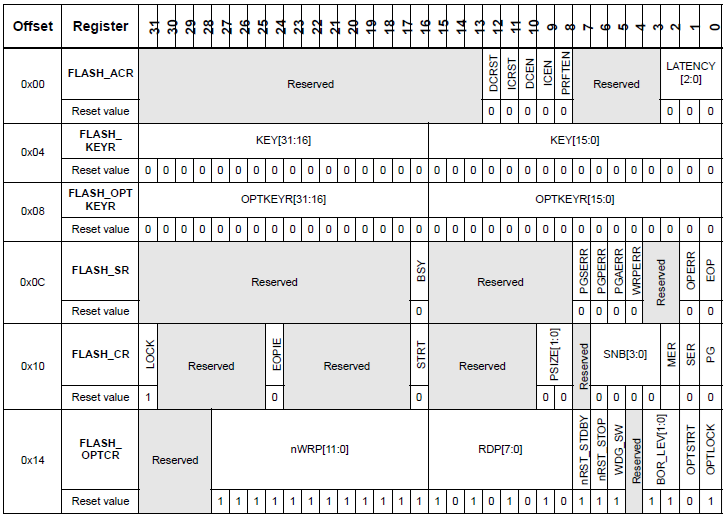 Offset Register 31 30 29 28 27 26 25 24 23 22 21 20 19 18 17 16 15 14 13 12 11 10 9 8 7 6 5 4 3 2 1 0
0x00 FLASH_ACR Reserved DCRST ICRST DCEN ICEN PRFTEN Reserved LATENCY [2:0]
Reset value 0 0 0 0 0 0 0 0
0x04 FLASH_ KEYR KEY[31:16] KEY[15:0]
Reset value 0 0 0 0 0 0 0 0 0 0 0 0 0 0 0 0 0 0 0 0 0 0 0 0 0 0 0 0 0 0 0 0
0x08 FLASH_OPT KEYR OPTKEYR[31:16] OPTKEYR[15:0]
Reset value 0 0 0 0 0 0 0 0 0 0 0 0 0 0 0 0 0 0 0 0 0 0 0 0 0 0 0 0 0 0 0 0
0x0C FLASH_SR Reserved BSY Reserved PGSERR PGPERR PGAERR WRPERR Reserved OPERR EOP
Reset value 0 0 0 0 0 0 0
0x10 FLASH_CR LOCK Reserved EOPIE Reserved STRT Reserved PSIZE[1:0] Reserved SNB[3:0] MER SER PG
Reset value 1 0 0 0 0 0 0 0 0 0 0
0x14 FLASH_ OPTCR Reserved nWRP[11:0] RDP[7:0] nRST_STDBY nRST_STOP WDG_SW Reserved BOR_LEV[1:0] OPTSTRT OPTLOCK
Reset value 1 1 1 1 1 1 1 1 1 1 1 1 1 0 1 0 1 0 1 0 1 1 1 1 1 0 1